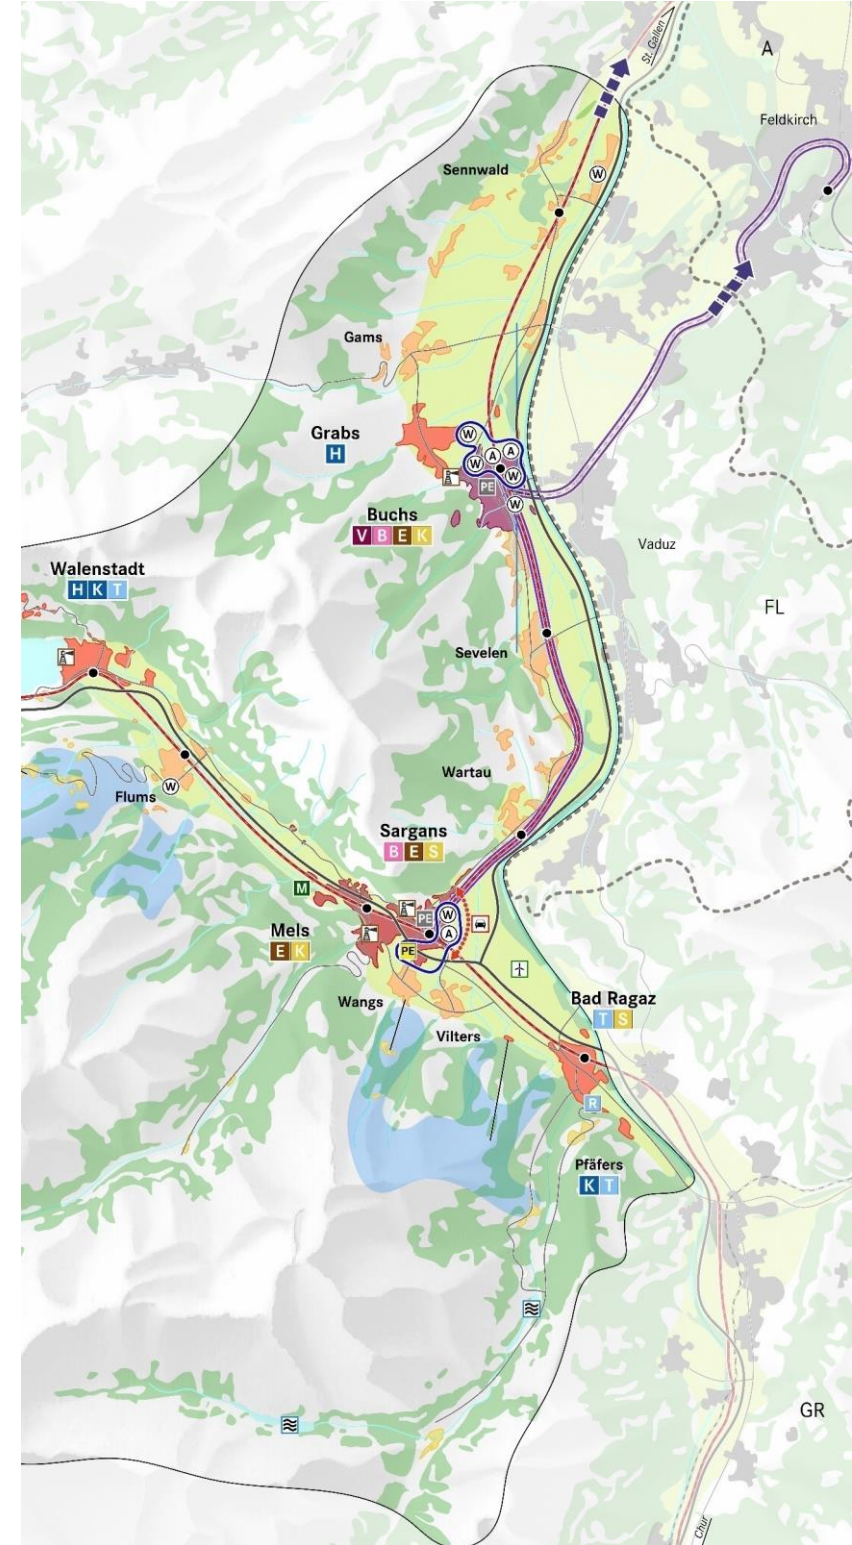 St. Gallen
A
Feldkirch
Sennwald
W
Gams
Grabs
H
W
A
A
W
W
PE
W
Buchs
V B E K
Vaduz
Walenstadt
H K T
FL
Sevelen
Wartau
Flums
W
Sargans
B E S
M
PE
W
A
Mels
E K
PE
Wangs
Vilters
Bad Ragaz
T S
R
Pfäfers
K T
GR
Chur